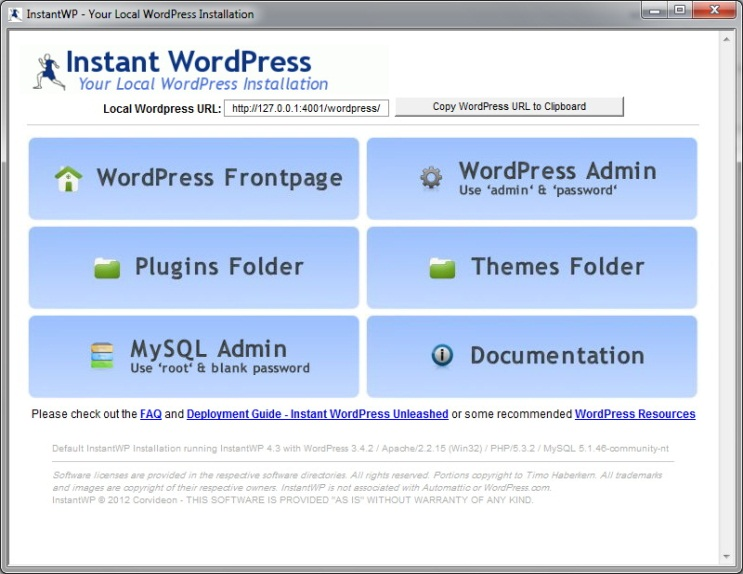 InstantWP - Your Local WordPress Installation
Instant WordPress
Your Local WordPress Installation
Local Wordpress URL: http://127.0.0.1:4001/wordpress/ Copy WordPress URL to Clipboard
WordPress Frontpage
WordPress Admin
Use ‘admin‘ & ‘password‘
Plugins Folder
Themes Folder
MySQL Admin
Use ‘root‘ & blank password
Documentation
Please check out the FAQ and Deployment Guide - Instant WordPress Unleashed or some recommended WordPress Resources
Default InstantWP Installation running InstantWP 4.3 with WordPress 3.4.2 / Apache/2.2.15 (Win32) / PHP/5.3.2 / MySQL 5.1.46-community-nt
Software licenses are provided in the respective software directories. All rights reserved. Portions copyright to Timo Haberkern. All trademarks
and images are copyright of their respective owners. InstantWP is not associated with Automattic or WordPress.com.
InstantWP © 2012 Corvideon - THIS SOFTWARE IS PROVIDED "AS IS" WITHOUT WARRANTY OF ANY KIND.